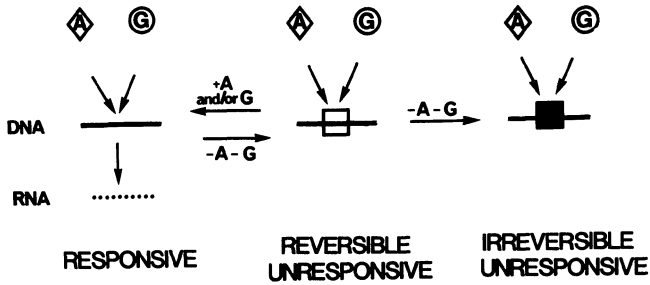 A G A G A G
+A
and/or G
-A-G
-A-G
DNA
RNA
RESPONSIVE
REVERSIBLE
UNRESPONSIVE
IRREVERSIBLE
UNRESPONSIVE